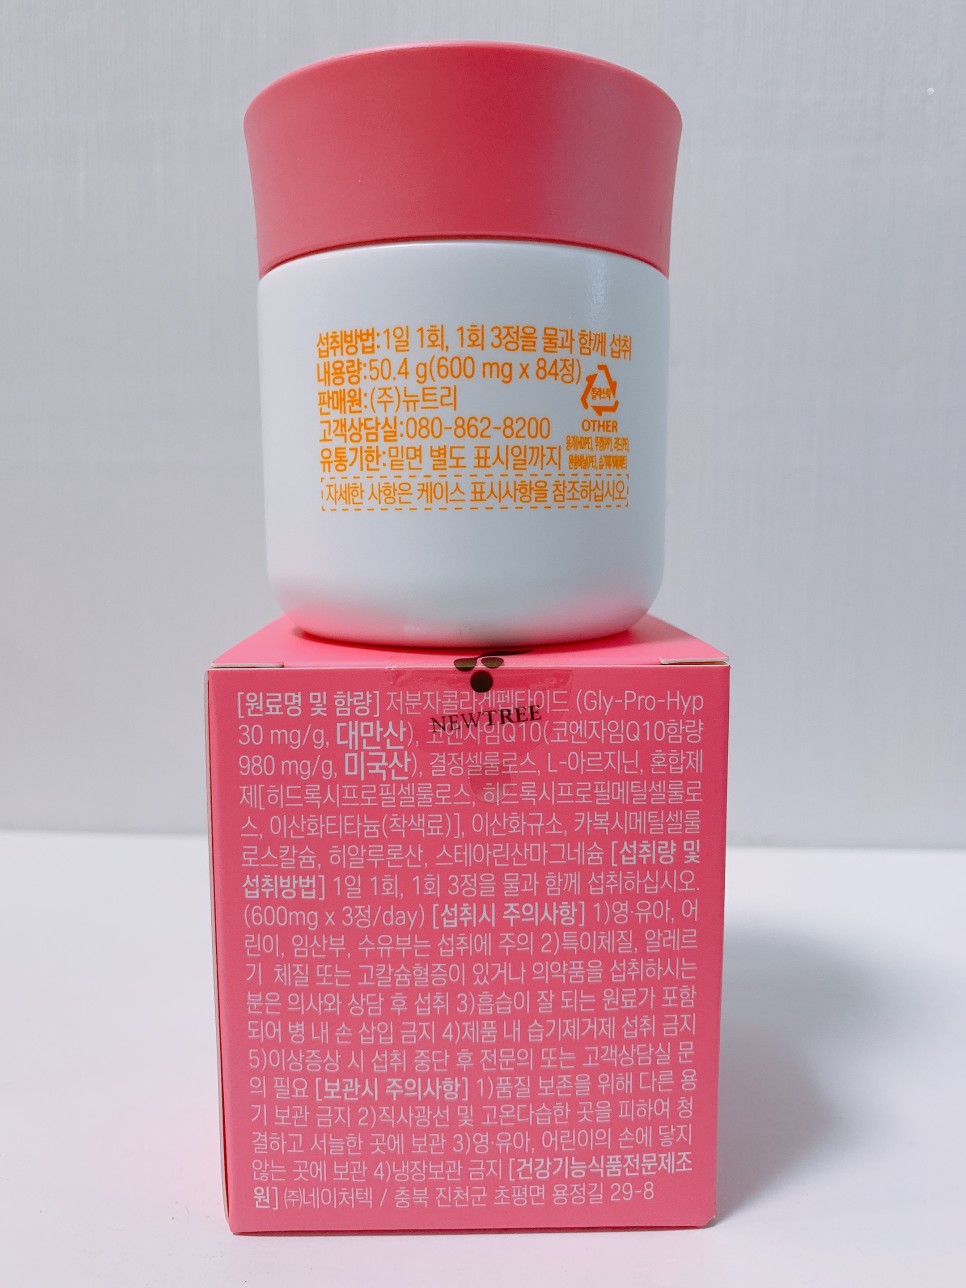 섭취방법:1일 1회, 1회 3정을 물과 함께 섭취
내용량:50.4 g(600 mg x 84정)
판매원:(주)뉴트리
고객상담실:080-862-8200
유통기한:밑면 별도 표시일까지
자세한 사항은 케이스 표시사항을 참조하십시오.
플라스틱
OTHER
NEWTREE
[원료명 및 함량] 저분자콜라겐펩타이드 (Gly-Pro-Hyp
30 mg/g, 대만산), 코엔자임Q10(코엔자임Q10함량
980 mg/g, 미국산), 결정셀룰로스, L-아르지닌, 혼합제
제[히드록시프로필셀룰로스, 히드록시프로필메틸셀룰로
스, 이산화티타늄(착색료)], 이산화규소, 카복시메틸셀룰
로스칼슘, 히알루론산, 스테아린산마그네슘 [섭취량 및
섭취방법] 1일 1회, 1회 3정을 물과 함께 섭취하십시오.
(600mg x 3정/day) [섭취시 주의사항] 1)영·유아, 어
린이, 임산부, 수유부는 섭취에 주의 2)특이체질, 알레르
기 체질 또는 고칼슘혈증이 있거나 의약품을 섭취하시는
분은 의사와 상담 후 섭취 3)흡습이 잘 되는 원료가 포함
되어 병 내 손 삽입 금지 4)제품 내 습기제거제 섭취 금지
5)이상증상 시 섭취 중단 후 전문의 또는 고객상담실 문
의 필요 [보관시 주의사항] 1)품질 보존을 위해 다른 용
기 보관 금지 2)직사광선 및 고온다습한 곳을 피하여 청
결하고 서늘한 곳에 보관 3)영·유아, 어린이의 손에 닿지
않는 곳에 보관 4)냉장보관 금지 [건강기능식품전문제조
원] ㈜네이처텍 / 충북 진천군 초평면 용정길 29-8